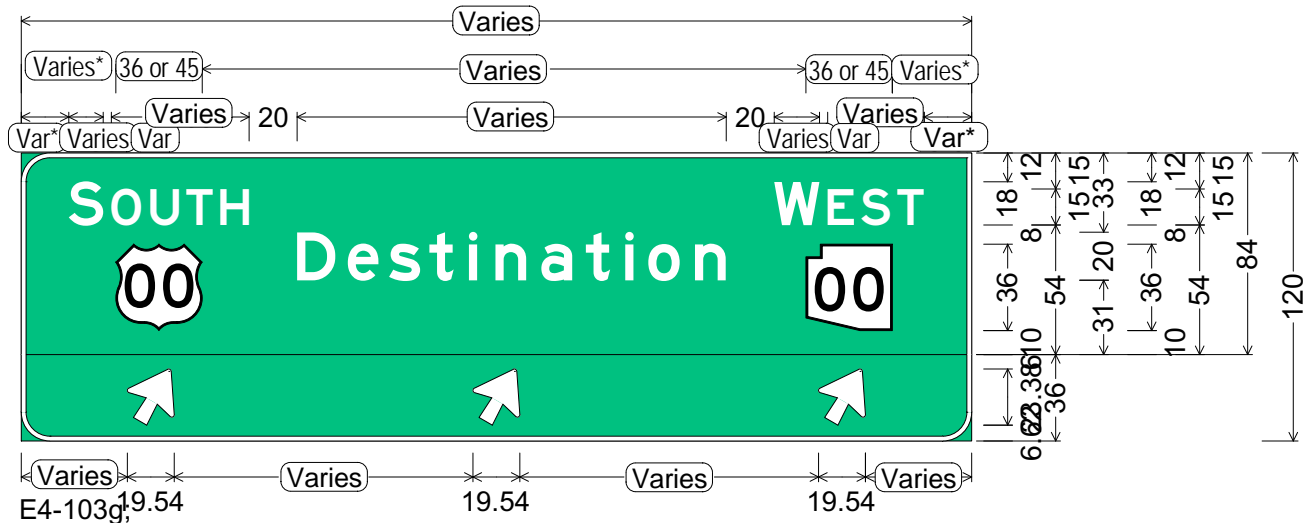 Varies
Varies* 36 or 45 Varies 36 or 45 Varies*
Varies 20 Varies 20 Varies
Var* Varies Var Varies Var Var*
SOUTH WEST
Destination
00 00
12 15 12 15
18 15 33 18 15
8 20 8 84
36 54 36 54 120
10 31 10
6
23.38 36
6.62
Varies Varies Varies Varies
19.54 19.54 19.54
E4-103g;